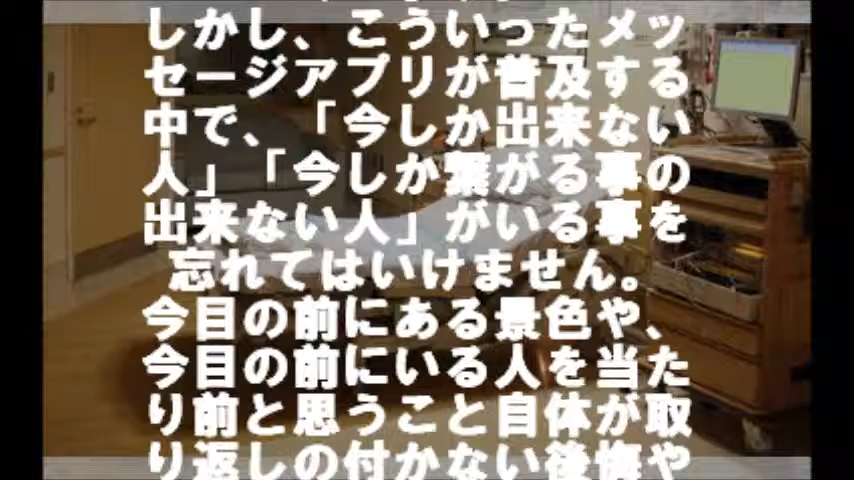 しかし、こういったメッ
セージアプリが普及する
中で、「今しか出来ない
人」「今しか繋がる事の
出来ない人」がいる事を
忘れてはいけません。
今目の前にある景色や、
今目の前にいる人を当た
り前と思うこと自体が取
り返しの付かない後悔や